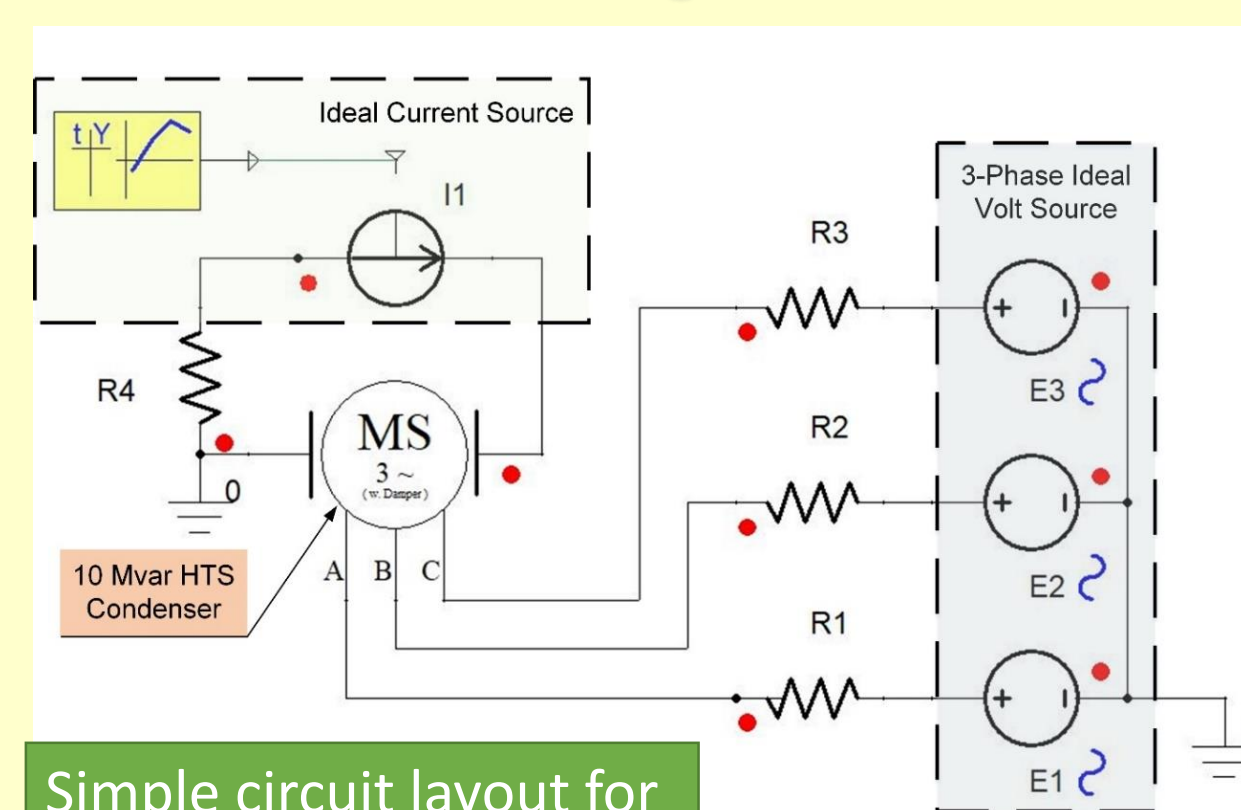 Ideal Current Source
t Y
I1
3-Phase Ideal
Volt Source
R3
E3
R4
MS
3 ~
(w. Damper)
0
R2
E2
10 Mvar HTS
Condenser
A B C
R1
E1
Simple circuit layout for